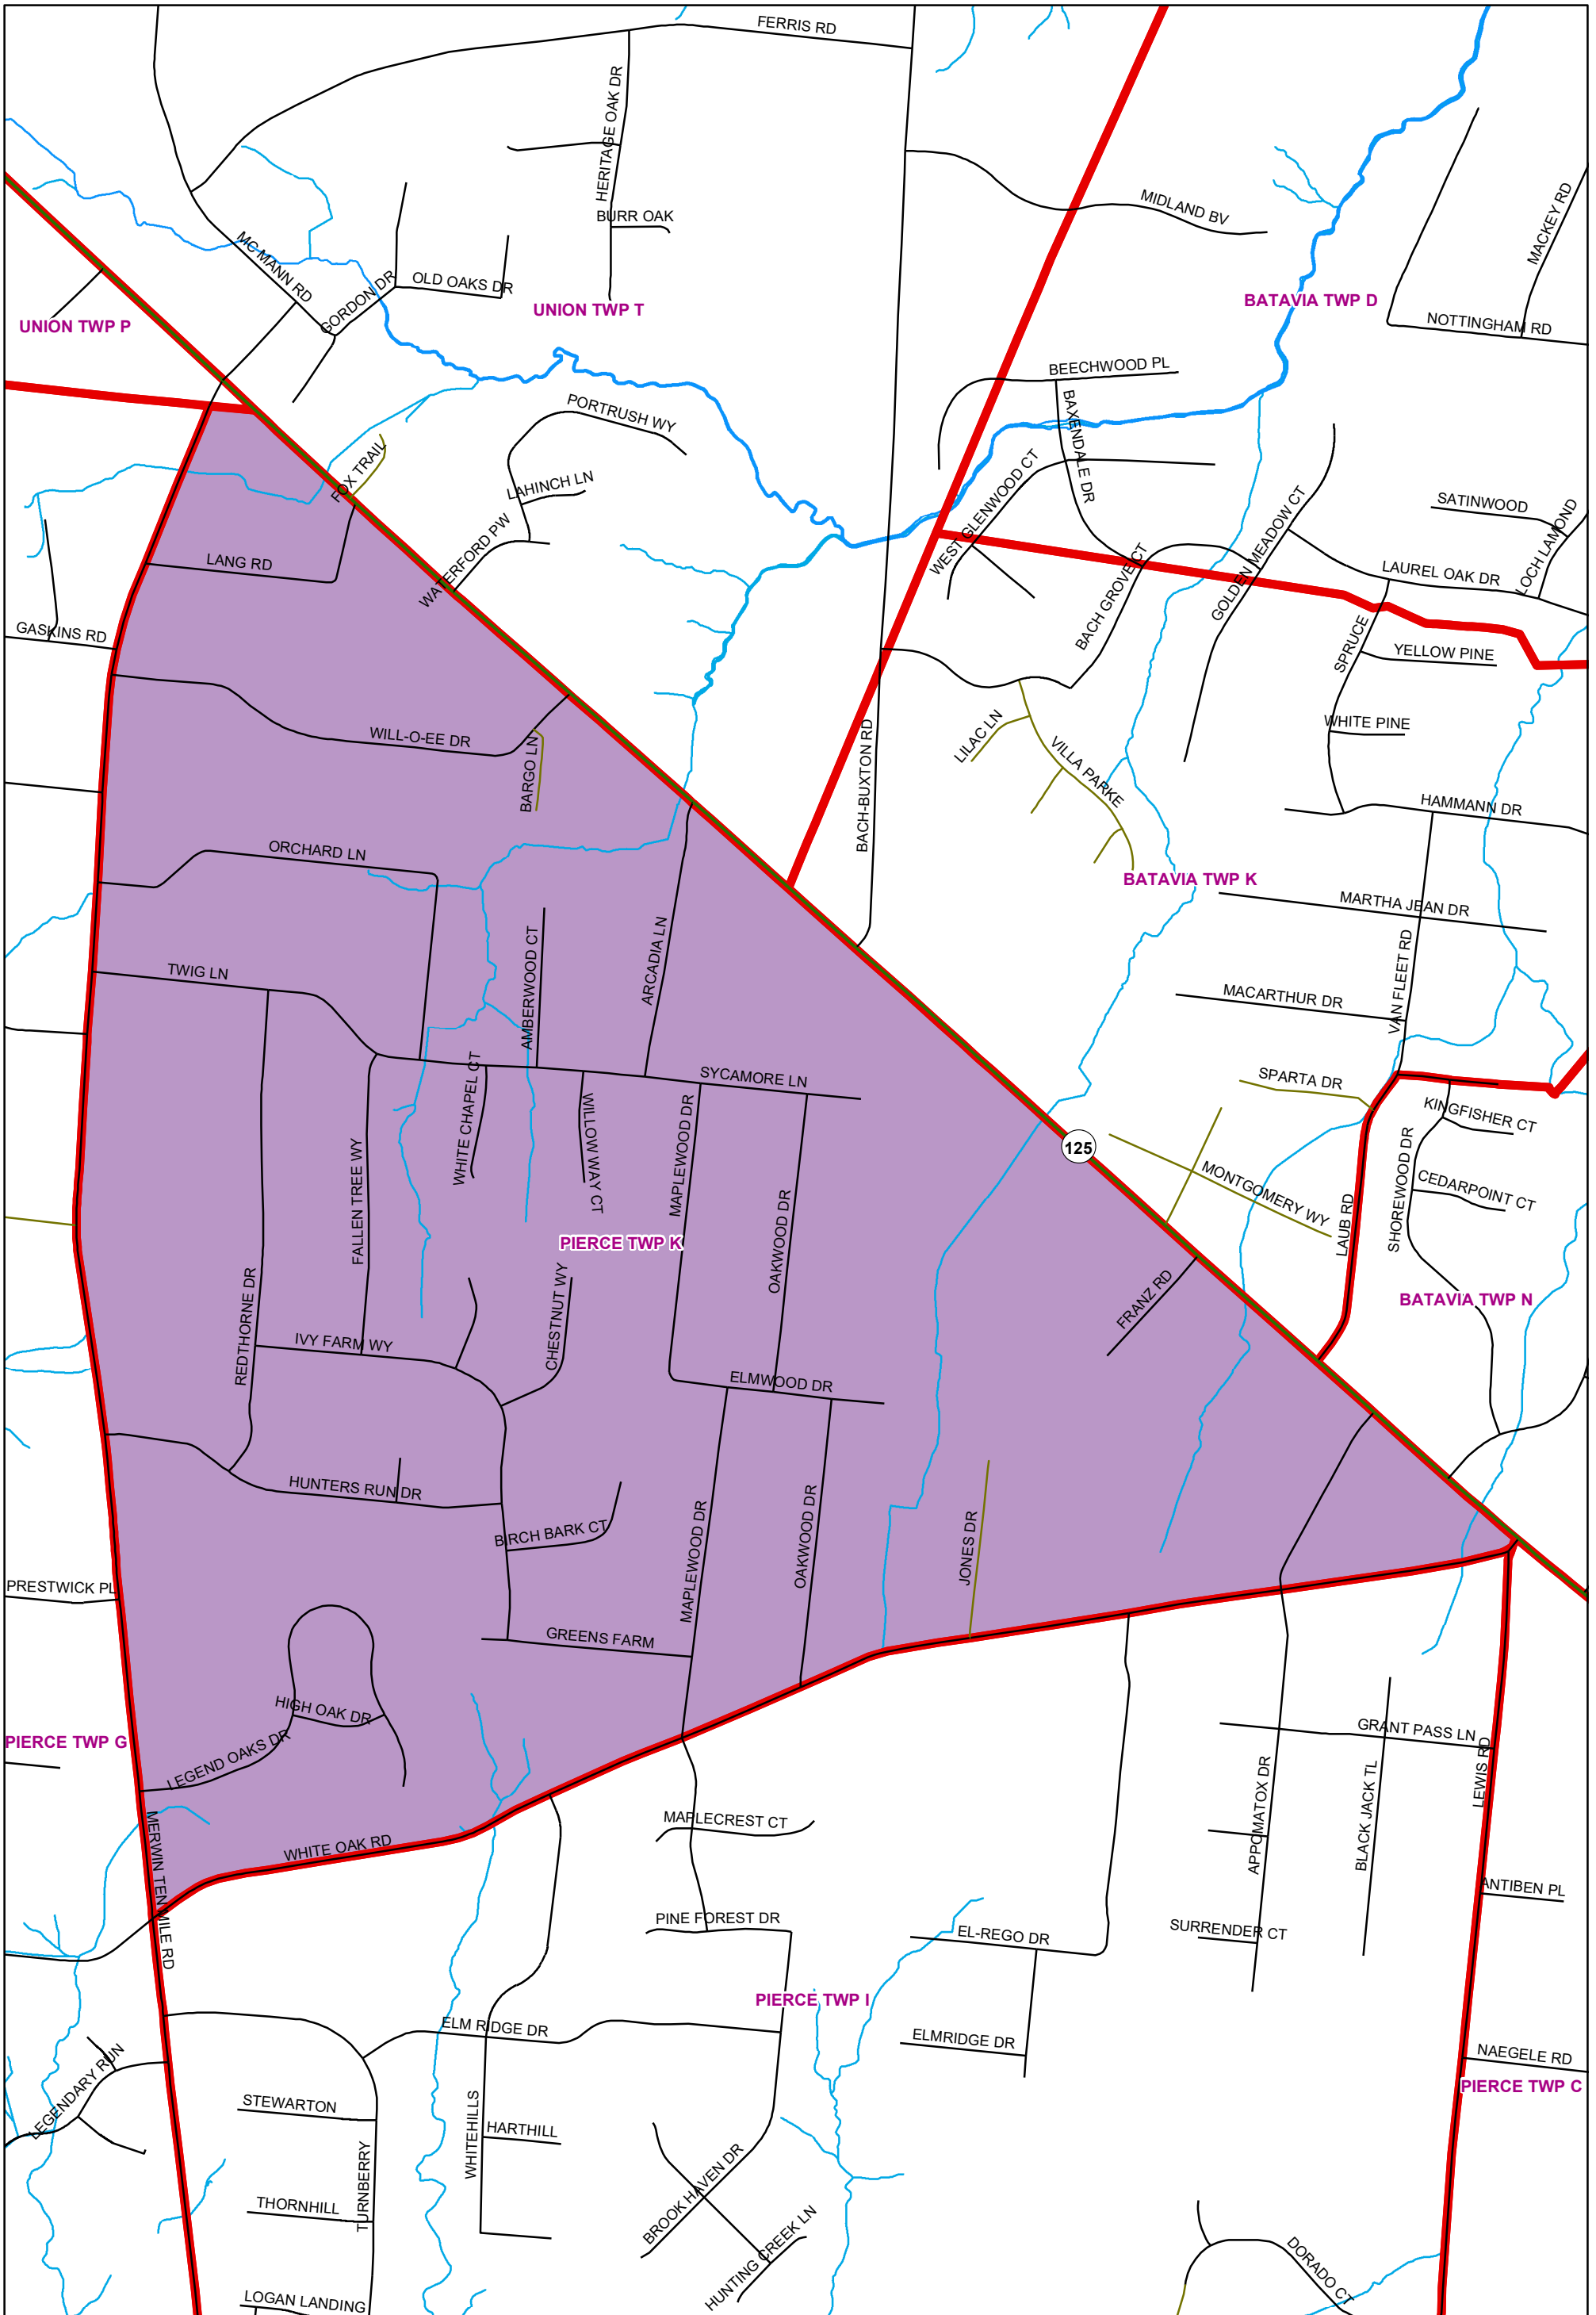 FERRIS RD
HERITAGE OAK DR
BURR OAK
MIDLAND BV
MACKEY RD
MC MANN RD
GORDON DR
OLD OAKS DR
UNION TWP T
UNION TWP P
BATAVIA TWP D
NOTTINGHAM RD
BEECHWOOD PL
BAXENDALE DR
PORTRUSH WY
FOX TRAIL
LAHINCH LN
WATERFORD PW
WEST GLENWOOD CT
GOLDEN MEADOW CT
SATINWOOD
LOCH LAMOND
LAUREL OAK DR
LANG RD
BACH GROVE CT
GASKINS RD
SPRUCE
YELLOW PINE
WHITE PINE
WILL-O-EE DR
BARGO LN
BACH-BUXTON RD
LILAC LN
VILLA PARKE
HAMMANN DR
ORCHARD LN
BATAVIA TWP K
MARTHA JEAN DR
TWIG LN
AMBERWOOD CT
ARCADIA LN
VAN FLEET RD
MACARTHUR DR
SYCAMORE LN
SPARTA DR
KINGFISHER CT
WHITE CHAPEL CT
WILLOW WAY CT
MAPLEWOOD DR
125
MONTGOMERY WY
SHOREWOOD DR
CEDARPOINT CT
LAUB RD
FALLEN TREE WY
OAKWOOD DR
PIERCE TWP K
BATAVIA TWP N
FRANZ RD
REDTHORNE DR
IVY FARM WY
CHESTNUT WY
ELMWOOD DR
HUNTERS RUN DR
BIRCH BARK CT
MAPLEWOOD DR
OAKWOOD DR
JONES DR
PRESTWICK PL
GREENS FARM
HIGH OAK DR
LEGEND OAKS DR
PIERCE TWP G
GRANT PASS LN
LEWIS RD
APPOMATOX DR
BLACK JACK TL
MERWIN TEN MILE RD
WHITE OAK RD
MAPLECREST CT
ANTIBEN PL
PINE FOREST DR
EL-REGO DR
SURRENDER CT
PIERCE TWP I
ELM RIDGE DR
ELMRIDGE DR
NAEGELE RD
PIERCE TWP C
LEGENDARY RUN
STEWARTON
WHITEHILLS
HARTHILL
TURNBERRY
THORNHILL
BROOK HAVEN DR
HUNTING CREEK LN
DORADO CT
LOGAN LANDING